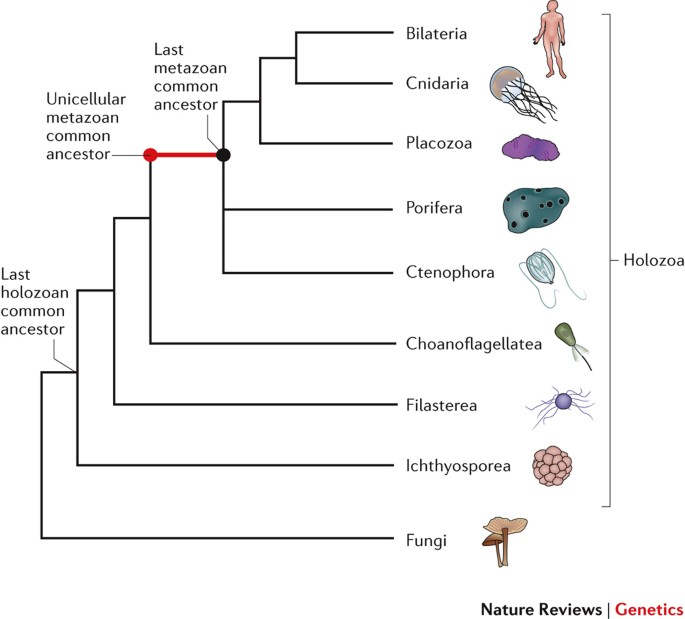 Bilateria
Last
metazoan
common
ancestor
Cnidaria
Unicellular
metazoan
common
ancestor
Placozoa
Porifera
Holozoa
Ctenophora
Last
holozoan
common
ancestor
Choanoflagellatea
Filasterea
Ichthyosporea
Fungi
Nature Reviews | Genetics